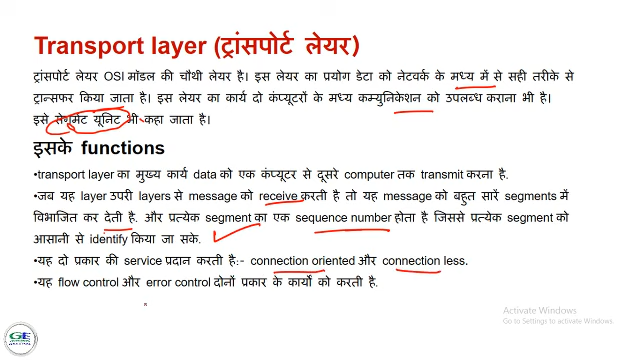 Transport layer (ट्रांसपोर्ट लेयर)
ट्रांसपोर्ट लेयर OSI मॉडल की चौथी लेयर है। इस लेयर का प्रयोग डेटा को नेटवर्क के मध्य में से सही तरीके से
ट्रान्सफर किया जाता है। इस लेयर का कार्य दो कंप्यूटरों के मध्य कम्युनिकेशन को उपलब्ध कराना भी है।
इसे सेगमेंट यूनिट भी कहा जाता है।
इसके functions
•transport layer का मुख्य कार्य data को एक कंप्यूटर से दूसरे computer तक transmit करना है.
•जब यह layer उपरी layers से message को receive करती है तो यह message को बहुत सारें segments में
विभाजित कर देती है. और प्रत्येक segment का एक sequence number होता है जिससे प्रत्येक segment को
आसानी से identify किया जा सके.
•यह दो प्रकार की service प्रदान करती है:- connection oriented और connection less.
•यह flow control और error control दोनों प्रकार के कार्यों को करती है.
Activate Windows
Go to Settings to activate Windows.
GE